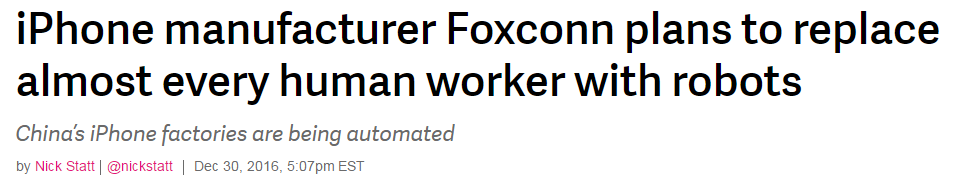 iPhone manufacturer Foxconn plans to replace
almost every human worker with robots
China's iPhone factories are being automated
by Nick Statt | @nickstatt | Dec 30, 2016, 5:07pm EST